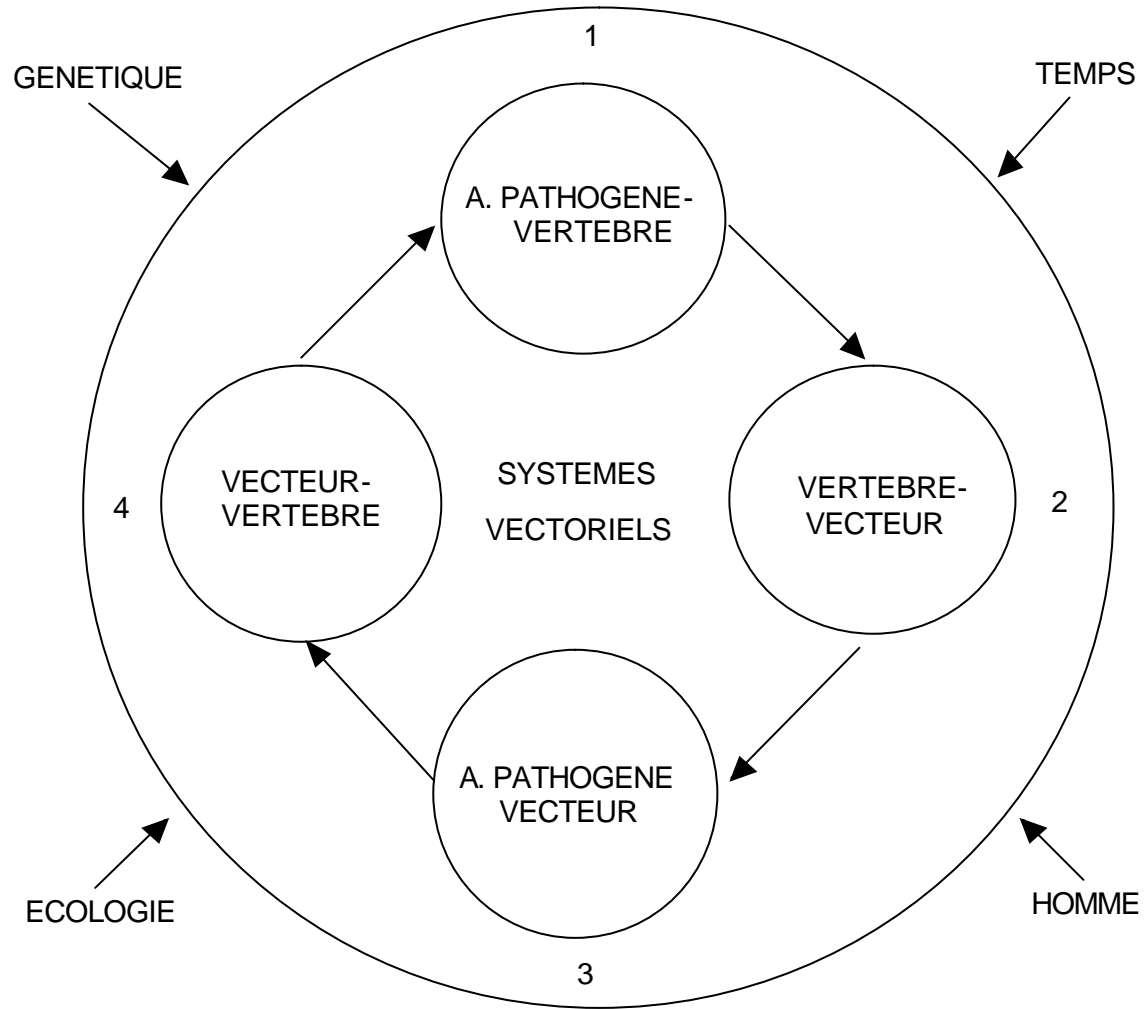 1
GENETIQUE
TEMPS
A. PATHOGENE-
VERTEBRE
VECTEUR-
VERTEBRE
4
SYSTEMES
VECTORIELS
VERTEBRE-
VECTEUR
2
A. PATHOGENE
VECTEUR
ECOLOGIE
HOMME
3